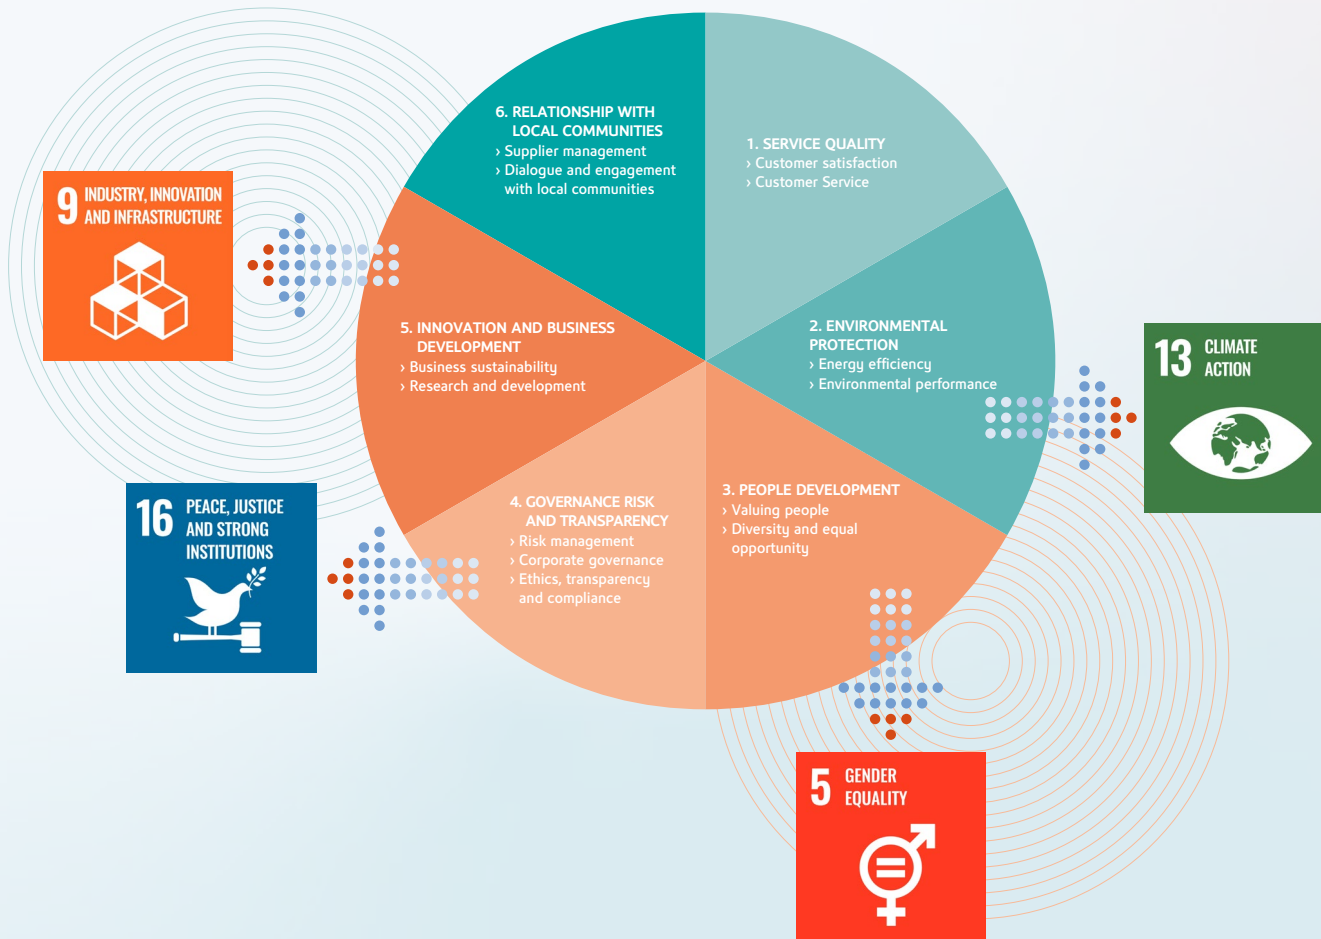 6. RELATIONSHIP WITH
LOCAL COMMUNITIES
› Supplier management
› Dialogue and engagement
with local communities
1. SERVICE QUALITY
› Customer satisfaction
› Customer Service
9 INDUSTRY, INNOVATION
AND INFRASTRUCTURE
5. INNOVATION AND BUSINESS
DEVELOPMENT
› Business sustainability
› Research and development
2. ENVIRONMENTAL
PROTECTION
› Energy efficiency
› Environmental performance
13 CLIMATE
ACTION
16 PEACE, JUSTICE
AND STRONG
INSTITUTIONS
4. GOVERNANCE RISK
AND TRANSPARENCY
› Risk management
› Corporate governance
› Ethics, transparency
and compliance
3. PEOPLE DEVELOPMENT
› Valuing people
› Diversity and equal
opportunity
5 GENDER
EQUALITY